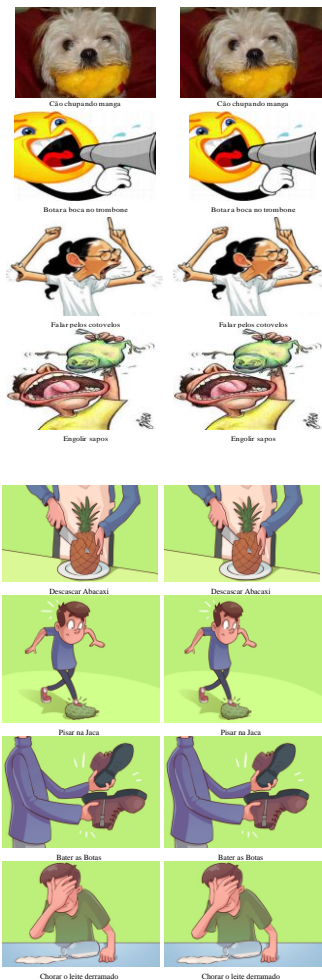 Cão chupando manga Cão chupando manga
Botar a boca no trombone Botar a boca no trombone
Falar pelos cotovelos Falar pelos cotovelos
Engolir sapos Engolir sapos
Descascar Abacaxi Descascar Abacaxi
Pisar na Jaca Pisar na Jaca
Bater as Botas Bater as Botas
Chorar o leite derramado Chorar o leite derramado